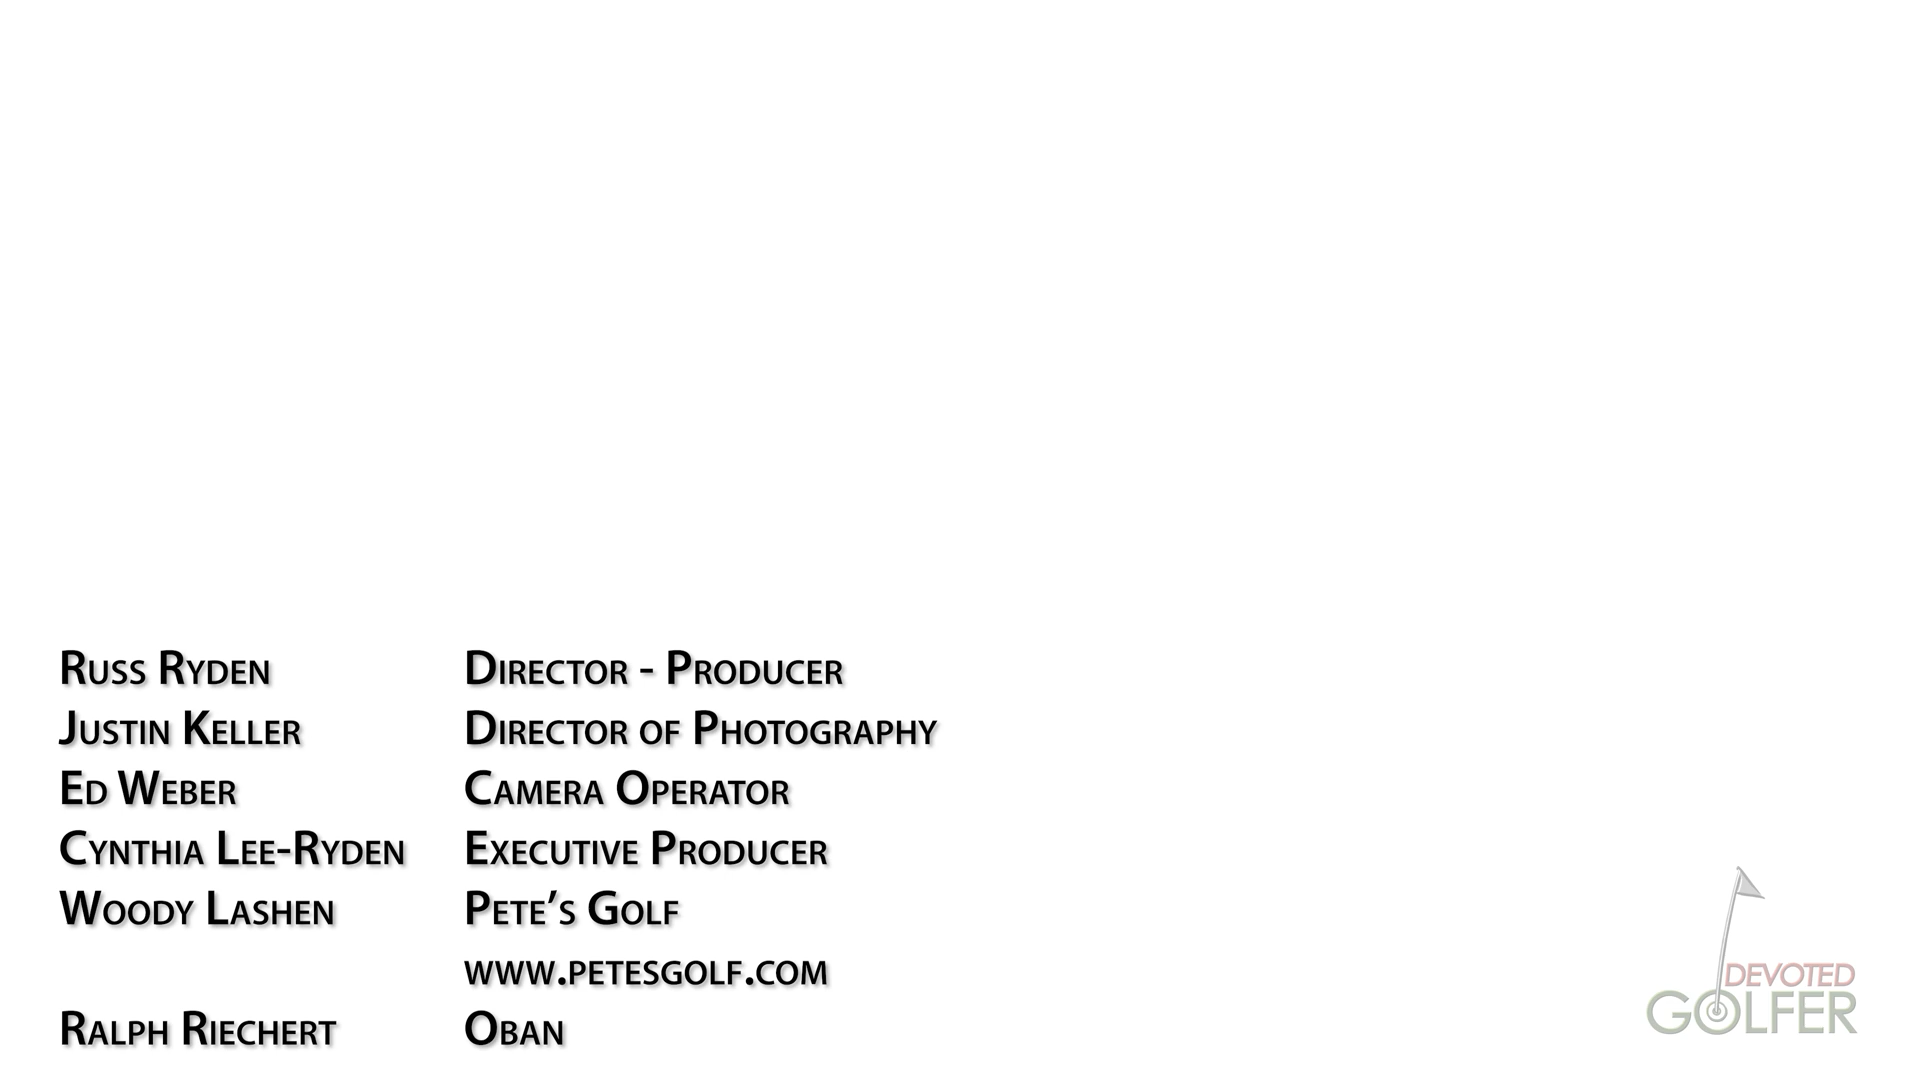 Russ Ryden Director - Producer
Justin Keller Director of Photography
Ed Weber Camera Operator
Cynthia Lee-Ryden Executive Producer
Woody Lashen Pete’s Golf
www.petesgolf.com
Ralph Riechert Oban
DEVOTED
GOLFER